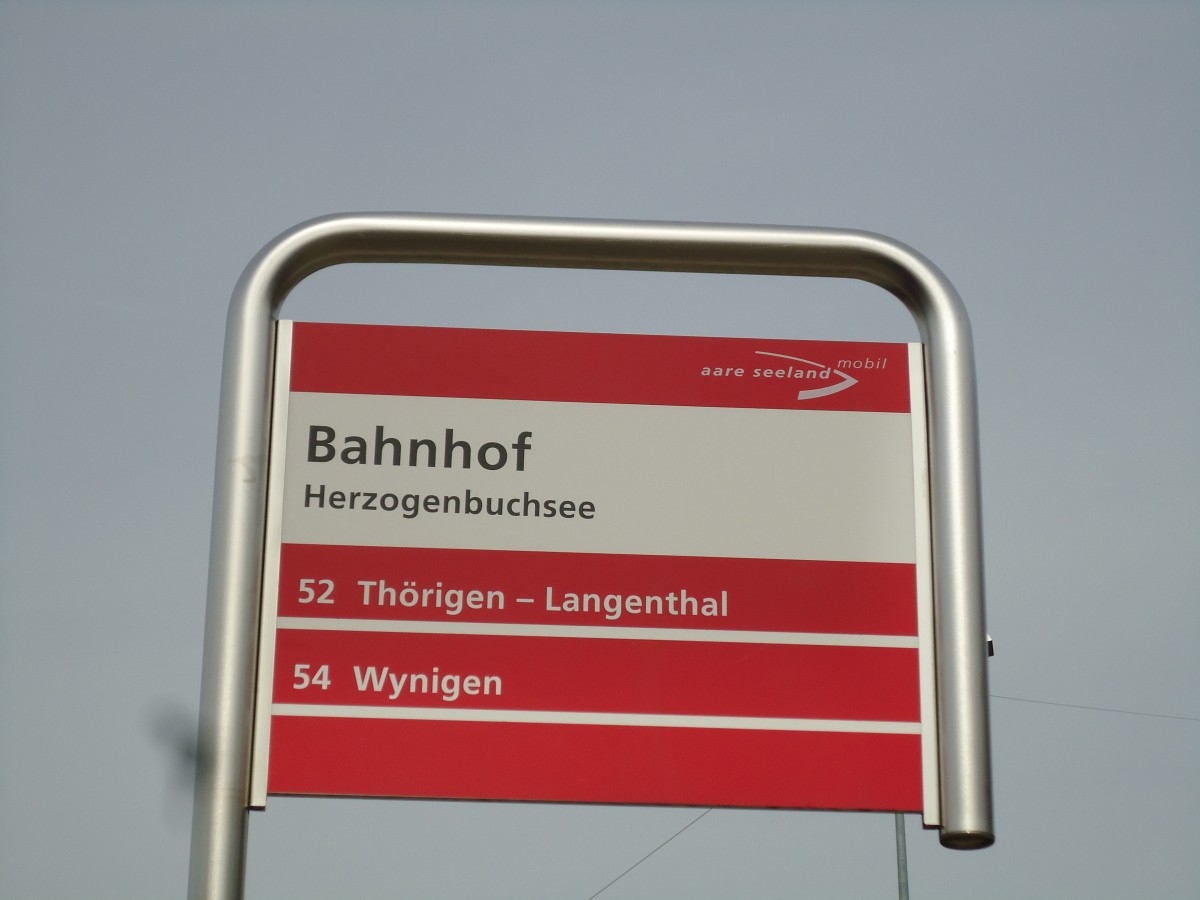 aare seeland mobil
Bahnhof
Herzogenbuchsee
52 Thörigen – Langenthal
54 Wynigen